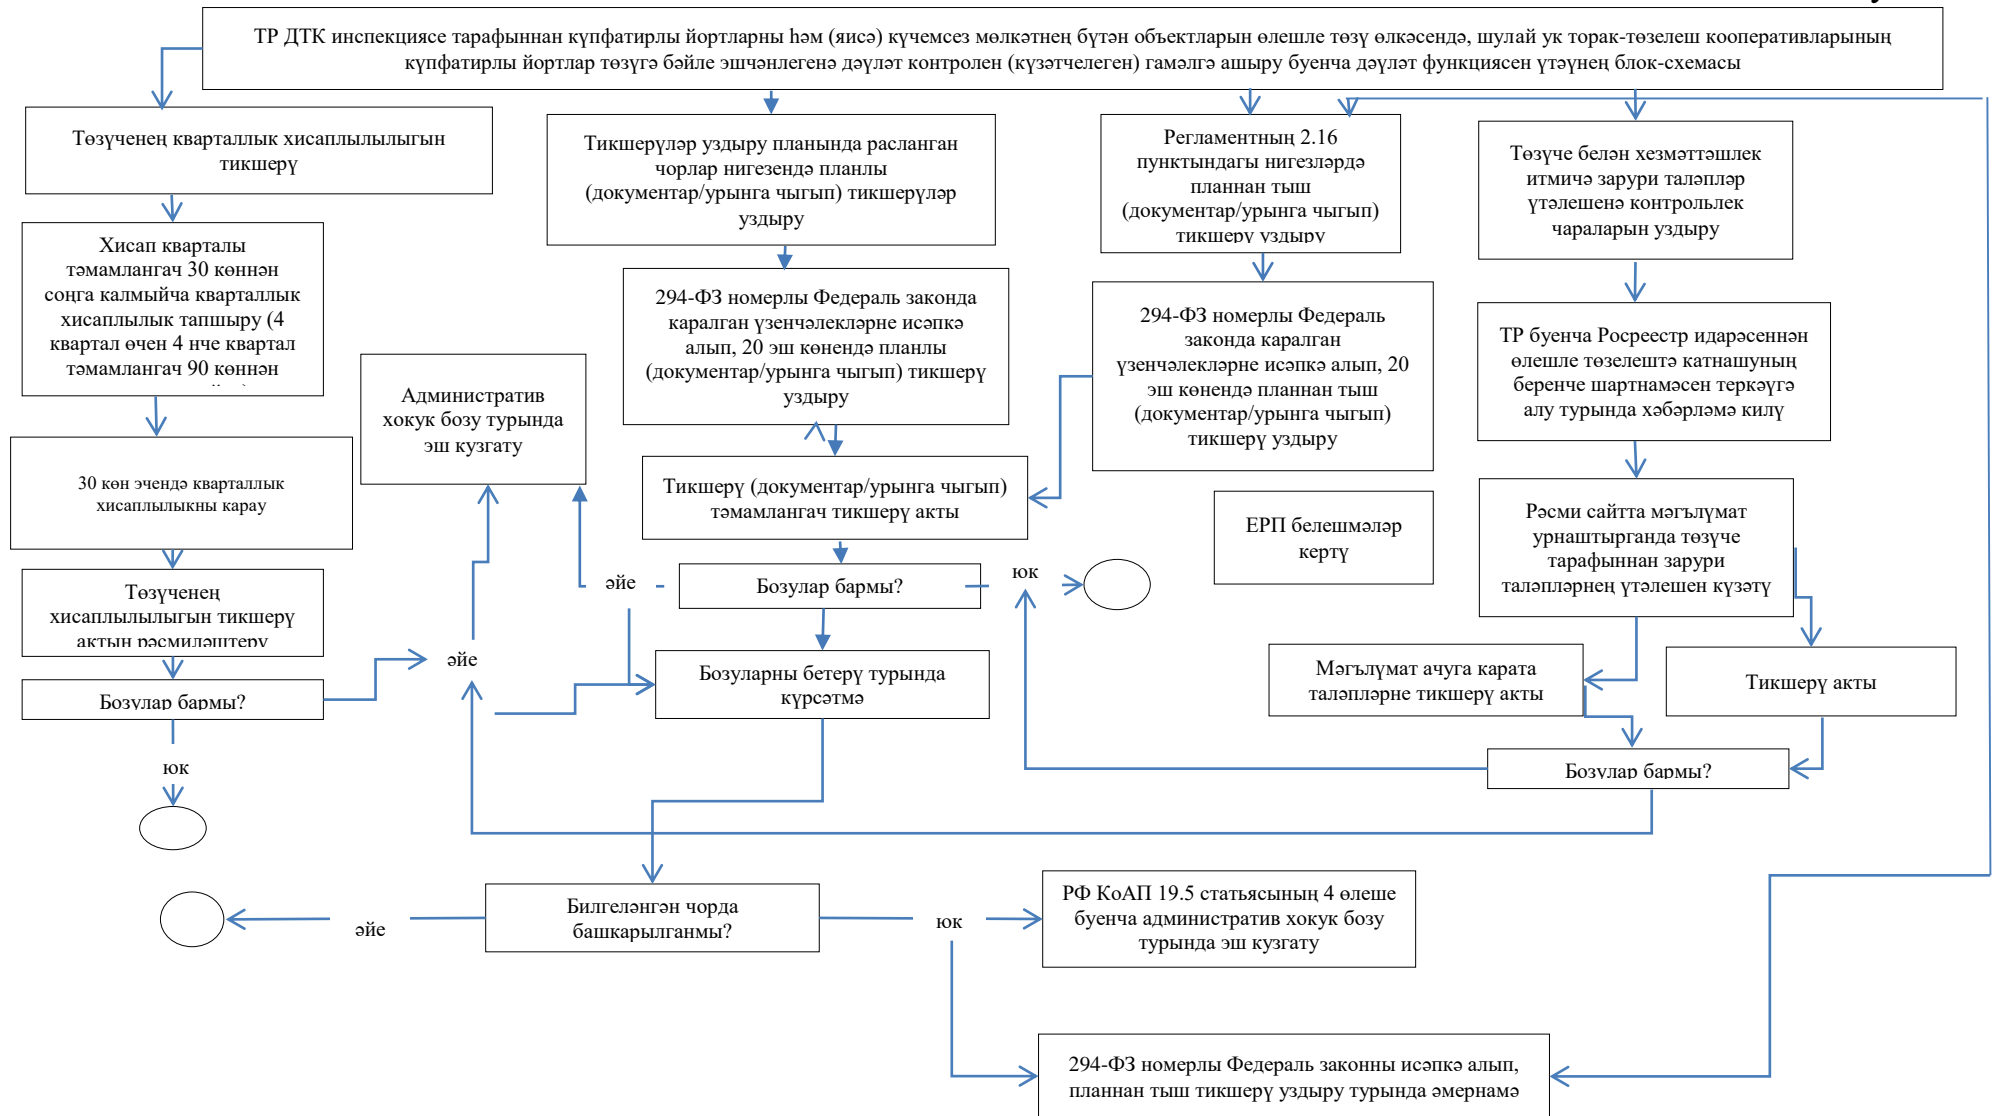 ТР ДТК инспекциясе тарафыннан күпфатирлы йортларны һәм (яисә) күчемсез мөлкәтнең бүтән объектларын өлешле төзү өлкәсендә, шулай ук торак-төзелеш кооперативларының
күпфатирлы йортлар төзүгә бәйле эшчәнлегенә дәүләт контролен (күзәтчелеген) гамәлгә ашыру буенча дәүләт функциясен үтәүнең блок-схемасы
Төзүченең кварталлык хисаплылылыгын
тикшерү
Тикшерүләр уздыру планында расланган
чорлар нигезендә планлы
(документар/урынга чыгып) тикшерүләр
уздыру
Регламентның 2.16
пунктындагы нигезләрдә
планнан тыш
(документар/урынга чыгып)
тикшерү уздыру
Төзүче белән хезмәттәшлек
итмичә зарури таләпләр
үтәлешенә контрольлек
чараларын уздыру
Хисап кварталы
тәмамлангач 30 көннән
соңга калмыйча кварталлык
хисаплылык тапшыру (4
квартал өчен 4 нче квартал
тәмамлангач 90 көннән
294-ФЗ номерлы Федераль законда
каралган үзенчәлекләрне исәпкә
алып, 20 эш көнендә планлы
(документар/урынга чыгып) тикшерү
уздыру
294-ФЗ номерлы Федераль
законда каралган
үзенчәлекләрне исәпкә алып, 20
эш көнендә планнан тыш
(документар/урынга чыгып)
тикшерү уздыру
ТР буенча Росреестр идарәсеннән
өлешле төзелештә катнашуның
беренче шартнамәсен теркәүгә
алу турында хәбәрләмә килү
Административ
хокук бозу турында
эш кузгату
30 көн эчендә кварталлык
хисаплылыкны карау
Тикшерү (документар/урынга чыгып)
тәмамлангач тикшерү акты
ЕРП белешмәләр
кертү
Рәсми сайтта мәгълүмат
урнаштырганда төзүче
тарафыннан зарури
таләпләрнең үтәлешен күзәтү
Төзүченең
хисаплылылыгын тикшерү
актын рәсмиләштерү
әйе
Бозулар бармы?
юк
әйе
Бозуларны бетерү турында
күрсәтмә
Мәгълүмат ачуга карата
таләпләрне тикшерү акты
Тикшерү акты
Бозулар бармы?
юк
Бозулар бармы?
Билгеләнгән чорда
башкарылганмы?
әйе
юк
РФ КоАП 19.5 статьясының 4 өлеше
буенча административ хокук бозу
турында эш кузгату
294-ФЗ номерлы Федераль законны исәпкә алып,
планнан тыш тикшерү уздыру турында әмернамә